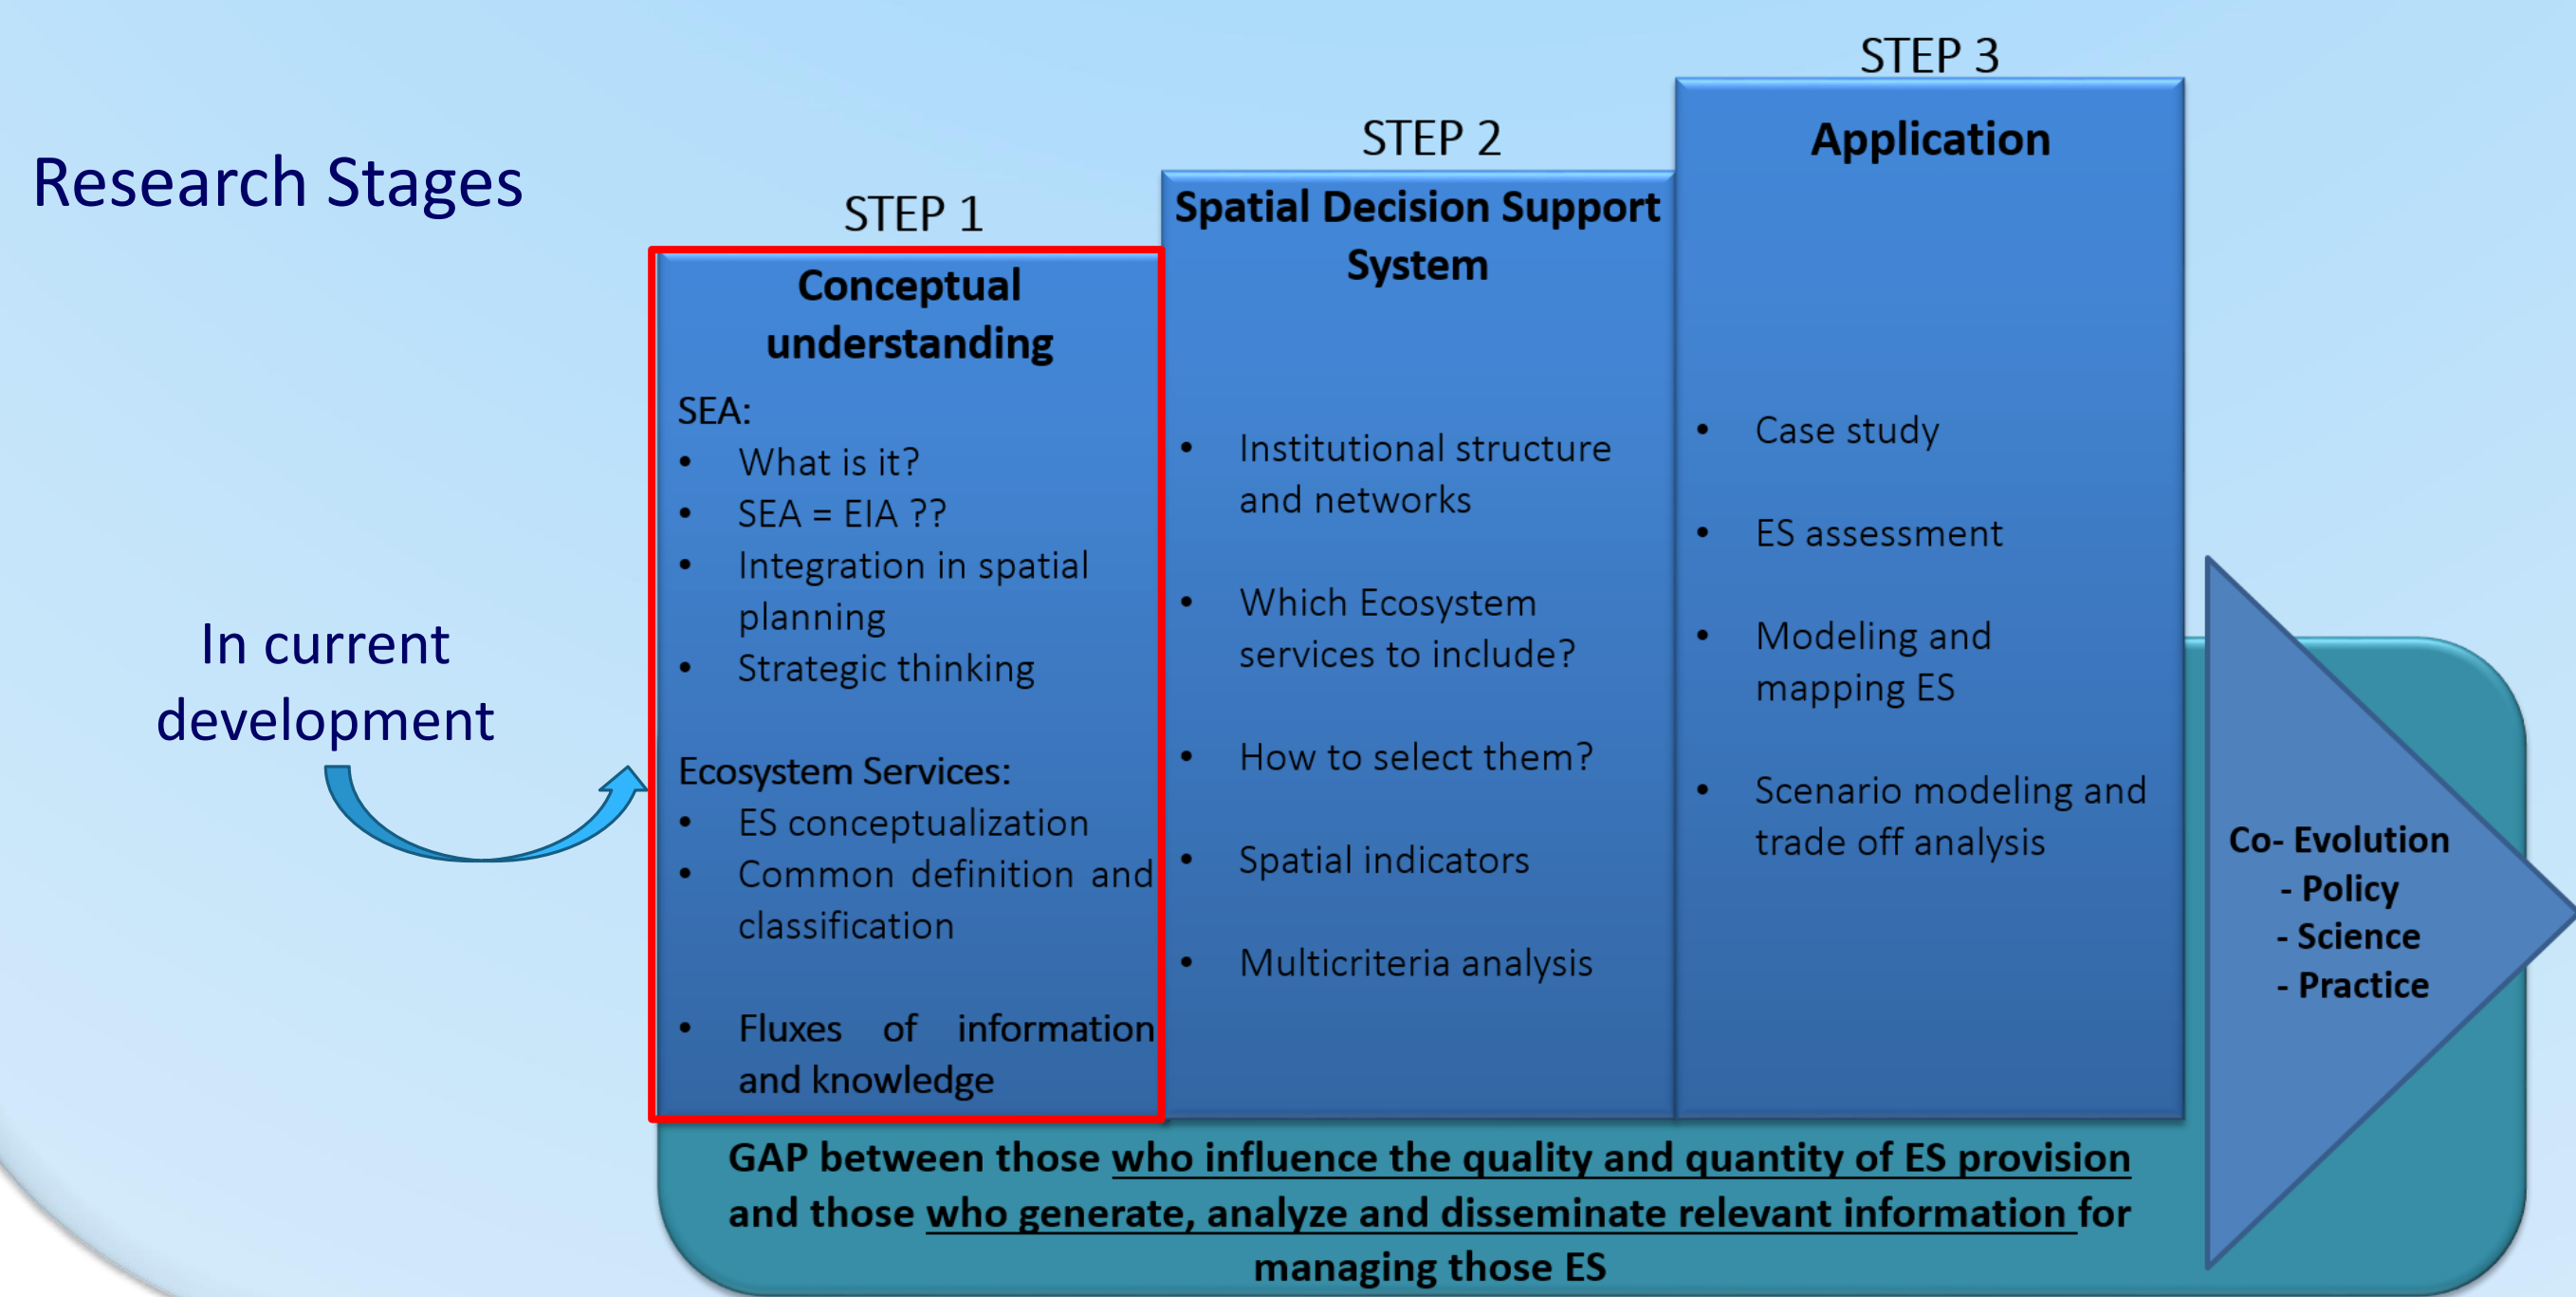 Research Stages
In current
development
STEP 1
Conceptual
understanding
SEA:
• What is it?
• SEA = EIA ??
• Integration in spatial
planning
• Strategic thinking
Ecosystem Services:
• ES conceptualization
• Common definition and
classification
• Fluxes of information
and knowledge
STEP 2
Spatial Decision Support
System
• Institutional structure
and networks
• Which Ecosystem
services to include?
• How to select them?
• Spatial indicators
• Multicriteria analysis
STEP 3
Application
• Case study
• ES assessment
• Modeling and
mapping ES
• Scenario modeling and
trade off analysis
Co- Evolution
- Policy
- Science
- Practice
GAP between those who influence the quality and quantity of ES provision
and those who generate, analyze and disseminate relevant information for
managing those ES